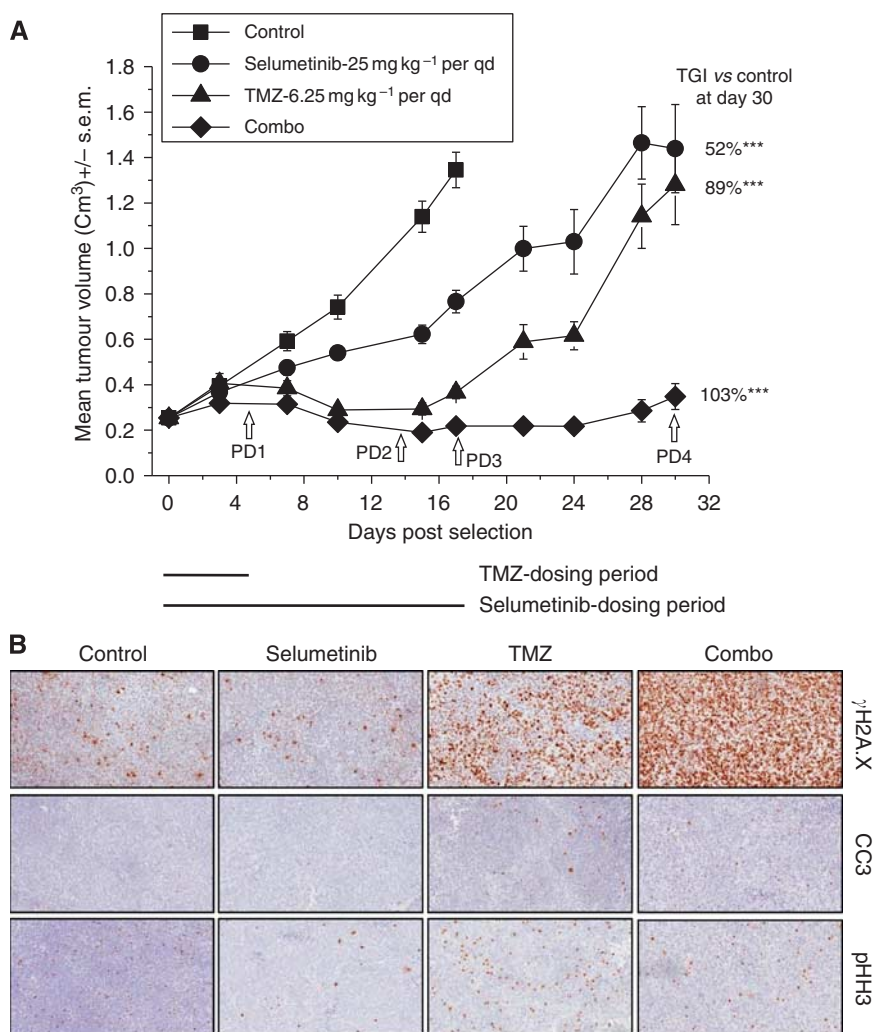 A
Control
Selumetinib-25 mg kg⁻¹ per qd
TMZ-6.25 mg kg⁻¹ per qd
Combo
TGI vs control
at day 30
52%***
89%***
103%***
Mean tumour volume (Cm³)+/– s.e.m.
1.8
1.6
1.4
1.2
1.0
0.8
0.6
0.4
0.2
0.0
PD1
PD2
PD3
PD4
0 4 8 12 16 20 24 28 32
Days post selection
TMZ-dosing period
Selumetinib-dosing period
B
Control Selumetinib TMZ Combo
γH2A.X
CC3
pHH3